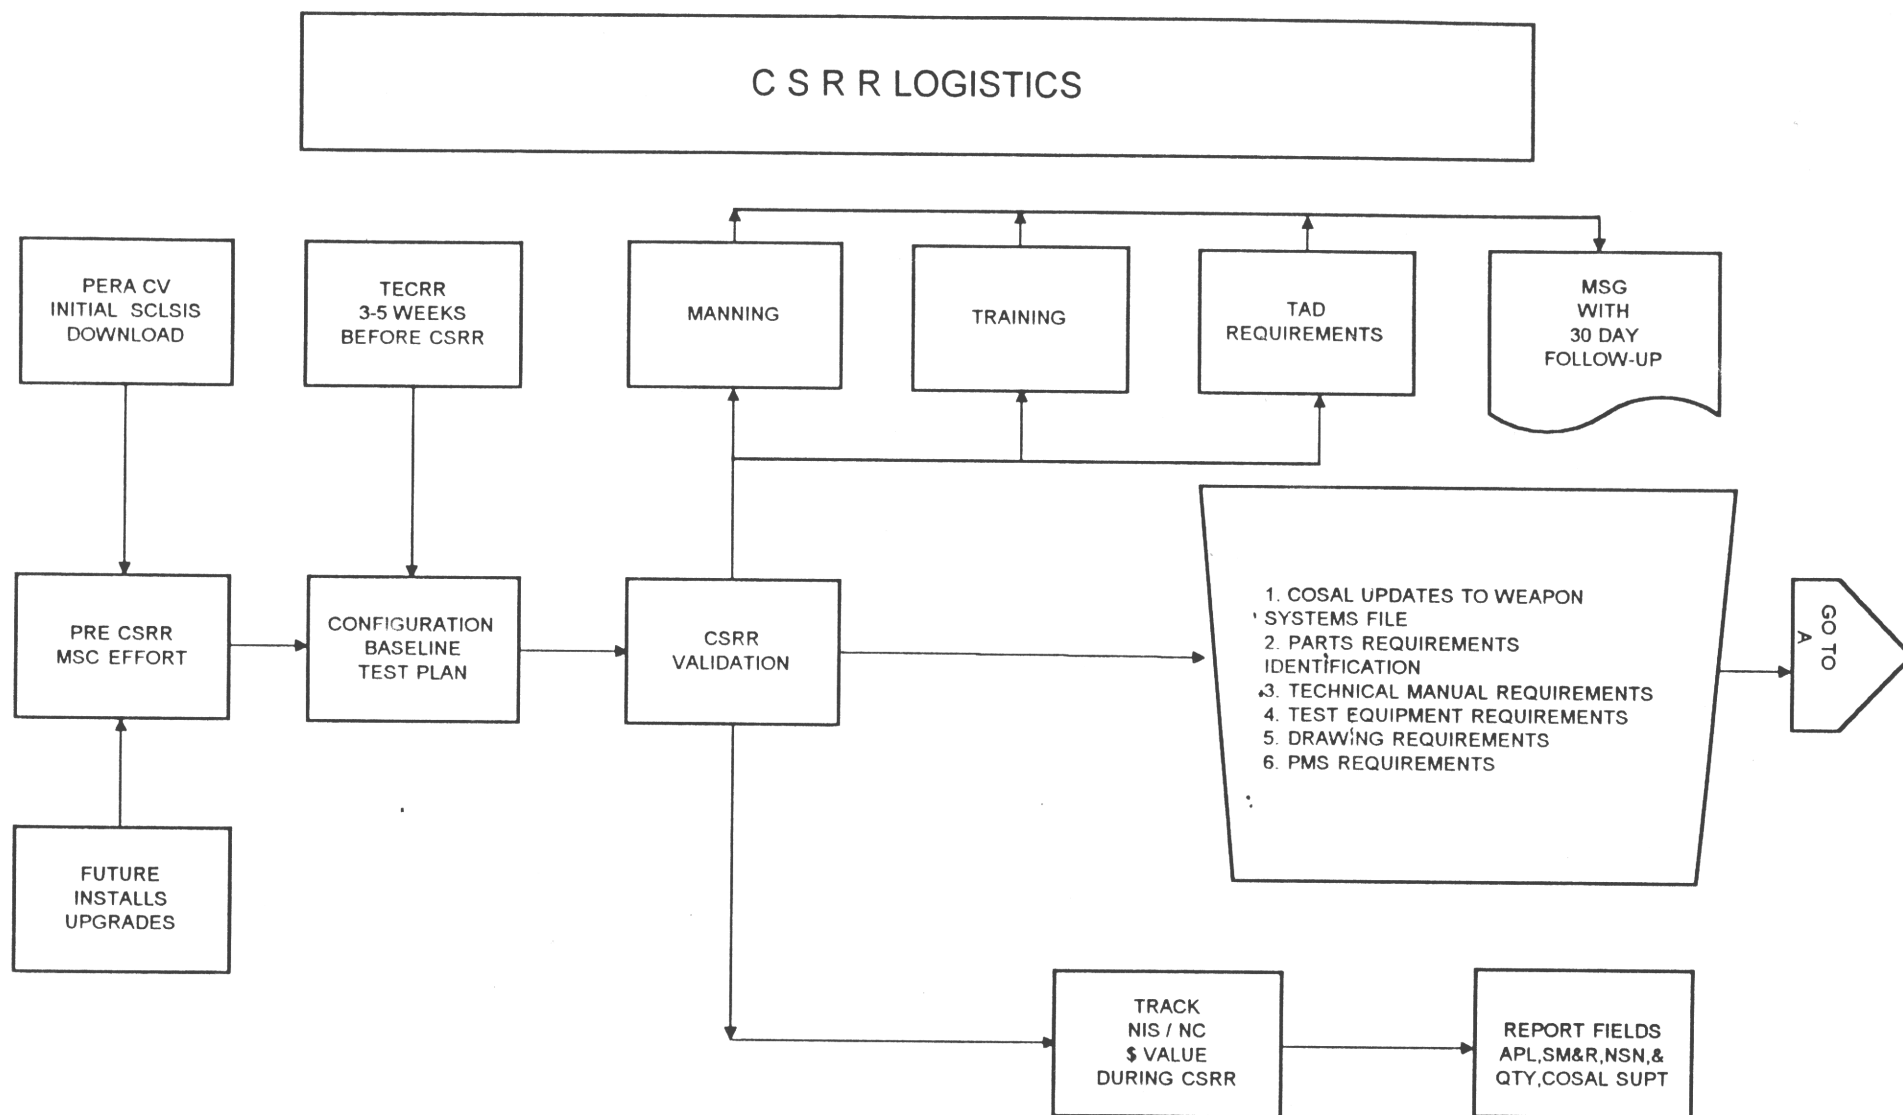 C S R R LOGISTICS
PERA CV
INITIAL SCLSIS
DOWNLOAD
TECRR
3-5 WEEKS
BEFORE CSRR
MANNING
TRAINING
TAD
REQUIREMENTS
MSG
WITH
30 DAY
FOLLOW-UP
PRE CSRR
MSC EFFORT
CONFIGURATION
BASELINE
TEST PLAN
CSRR
VALIDATION
1. COSAL UPDATES TO WEAPON
SYSTEMS FILE
2. PARTS REQUIREMENTS
IDENTIFICATION
3. TECHNICAL MANUAL REQUIREMENTS
4. TEST EQUIPMENT REQUIREMENTS
5. DRAWING REQUIREMENTS
6. PMS REQUIREMENTS
GO TO
A
FUTURE
INSTALLS
UPGRADES
TRACK
NIS / NC
$ VALUE
DURING CSRR
REPORT FIELDS
APL,SM&R,NSN,&
QTY,COSAL SUPT